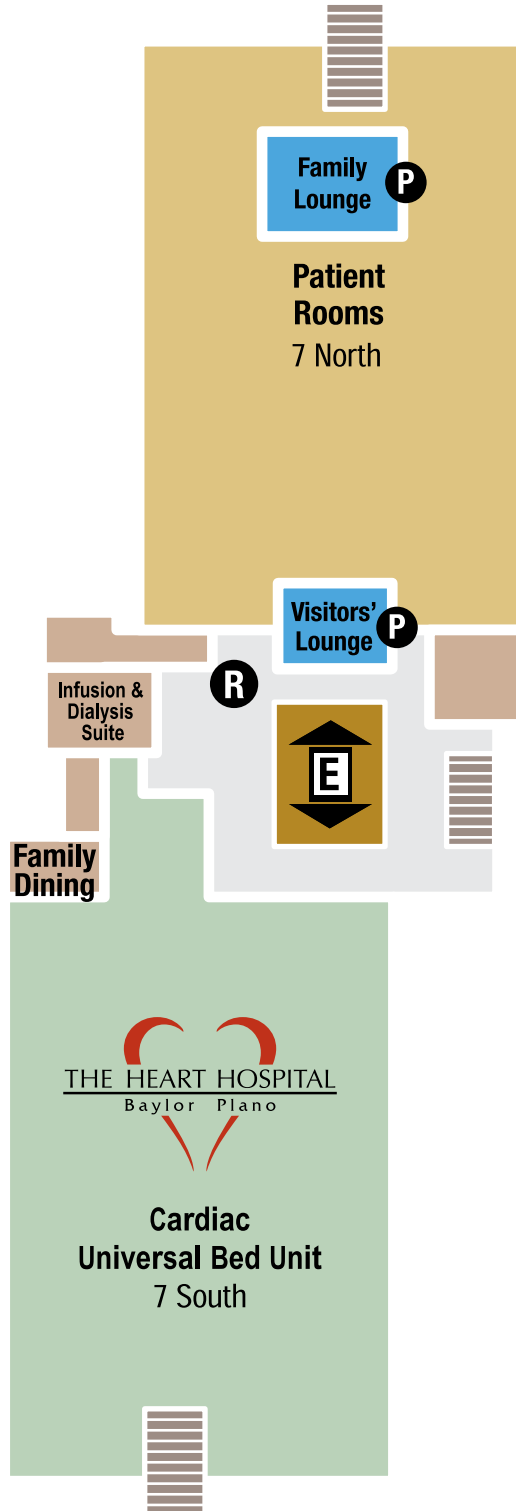 Family
Lounge
P
Patient
Rooms
7 North
Visitors'
Lounge
P
R
Infusion &
Dialysis
Suite
E
Family
Dining
THE HEART HOSPITAL
Baylor Plano
Cardiac
Universal Bed Unit
7 South